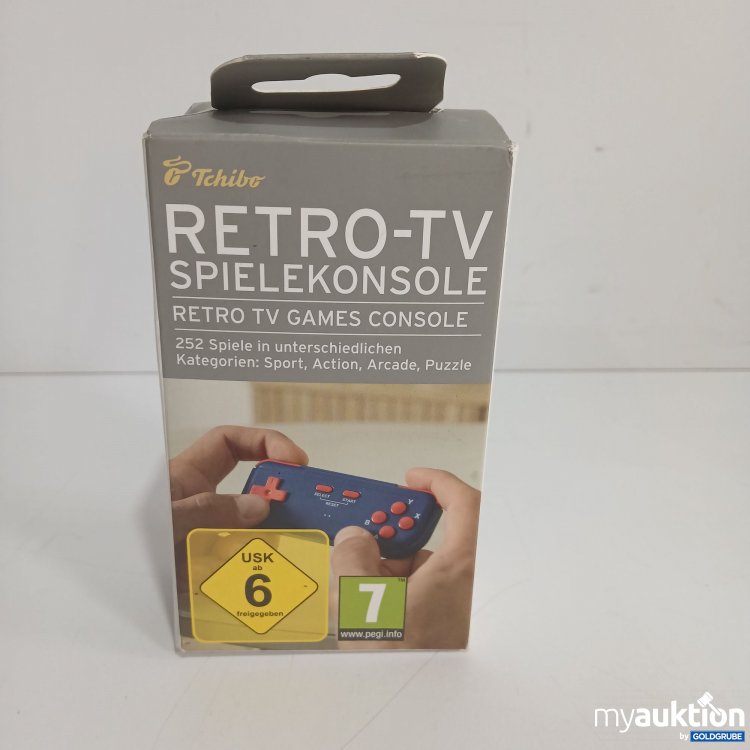 Tchibo
RETRO-TV
SPIELEKONSOLE
RETRO TV GAMES CONSOLE
252 Spiele in unterschiedlichen
Kategorien: Sport, Action, Arcade, Puzzle
SELECT
START
RESET
Y
X
B
A
USK
ab
6
freigegeben
7
™
www.pegi.info
myauktion
by GOLDGRUBE